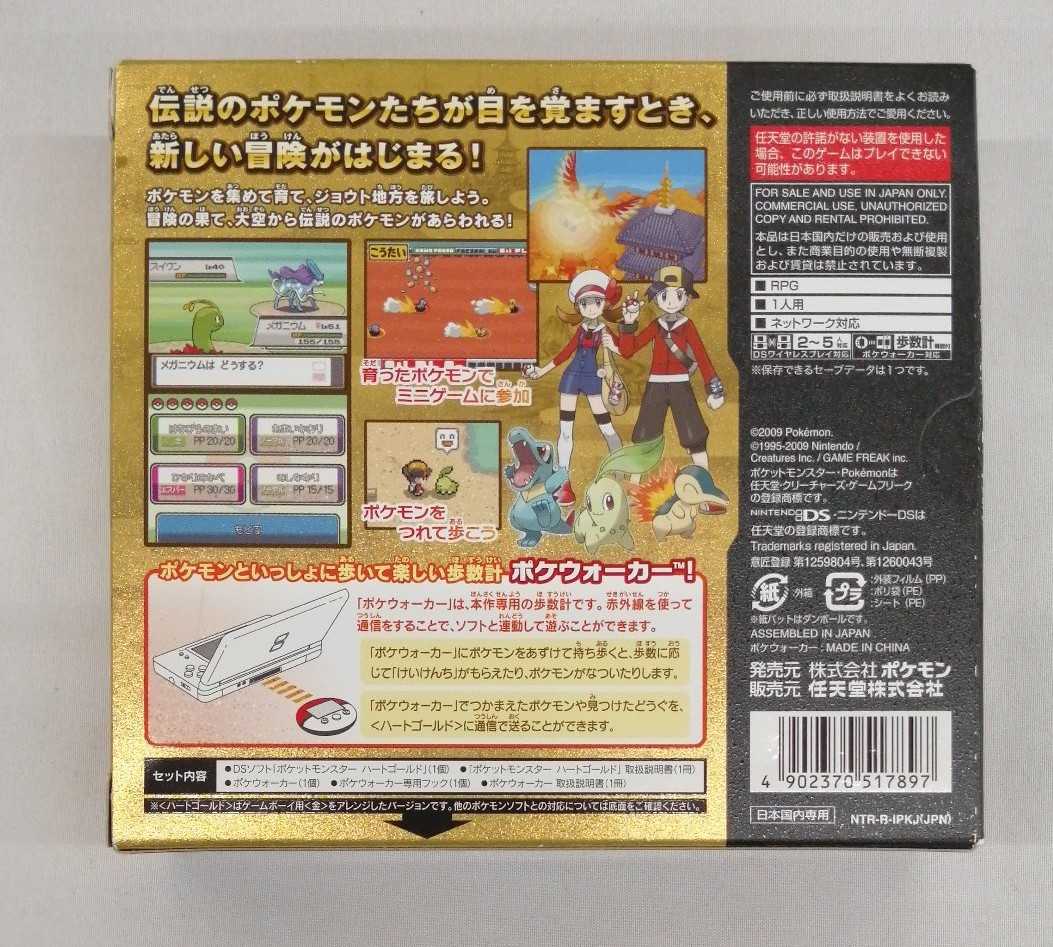 伝説のポケモンたちが目を覚ますとき、
新しい冒険がはじまる!
ポケモンを集めて育て、ジョウト地方を旅しよう。
冒険の果て、大空から伝説のポケモンがあらわれる!
スイクン Lv40
メガニウム Lv51
155/155
メガニウムは どうする?
PP 20/20
PP 20/20
エスパー PP 30/30
PP 15/15
もどる
こうたい
育ったポケモンで
ミニゲームに参加
ポケモンを
つれて歩こう
ポケモンといっしょに歩いて楽しい歩数計 ポケウォーカー™!
「ポケウォーカー」は、本作専用の歩数計です。赤外線を使って
通信をすることで、ソフトと連動して遊ぶことができます。
「ポケウォーカー」にポケモンをあずけて持ち歩くと、歩数に応
じて「けいけんち」がもらえたり、ポケモンがなついたりします。
「ポケウォーカー」でつかまえたポケモンや見つけたどうぐを、
<ハートゴールド>に通信で送ることができます。
セット内容
●DSソフト「ポケットモンスター ハートゴールド」(1個) ●「ポケットモンスター ハートゴールド」 取扱説明書(1冊)
●ポケウォーカー(1個) ●ポケウォーカー専用フック(1個) ●ポケウォーカー 取扱説明書(1冊)
※<ハートゴールド>はゲームボーイ用<金>をアレンジしたバージョンです。他のポケモンソフトとの対応については底面をご確認ください。
ご使用前に必ず取扱説明書をよくお読み
いただき、正しい使用方法でご愛用ください。
任天堂の許諾がない装置を使用した
場合、このゲームはプレイできない
可能性があります。
FOR SALE AND USE IN JAPAN ONLY.
COMMERCIAL USE, UNAUTHORIZED
COPY AND RENTAL PROHIBITED.
本品は日本国内だけの販売および使用
とし、また商業目的の使用や無断複製
および賃貸は禁止されています。
■ RPG
■ 1人用
■ ネットワーク対応
2~5人対応 DSワイヤレスプレイ対応
歩数計 ポケウォーカー対応
※保存できるセーブデータは1つです。
©2009 Pokémon.
©1995-2009 Nintendo /
Creatures inc. / GAME FREAK inc.
ポケットモンスター・Pokémonは
任天堂・クリーチャーズ・ゲームフリーク
の登録商標です。
NINTENDO DS・ニンテンドーDSは
任天堂の登録商標です。
Trademarks registered in Japan.
意匠登録 第1259804号, 第1260043号
紙 :外箱 プラ :外装フィルム (PP)
:ポリ袋 (PE)
:シート (PE)
※紙パットはダンボールです。
ASSEMBLED IN JAPAN
ポケウォーカー : MADE IN CHINA
発売元 株式会社ポケモン
販売元 任天堂株式会社
4 902370 517897
日本国内専用 NTR-R-IPKJ(JPN)